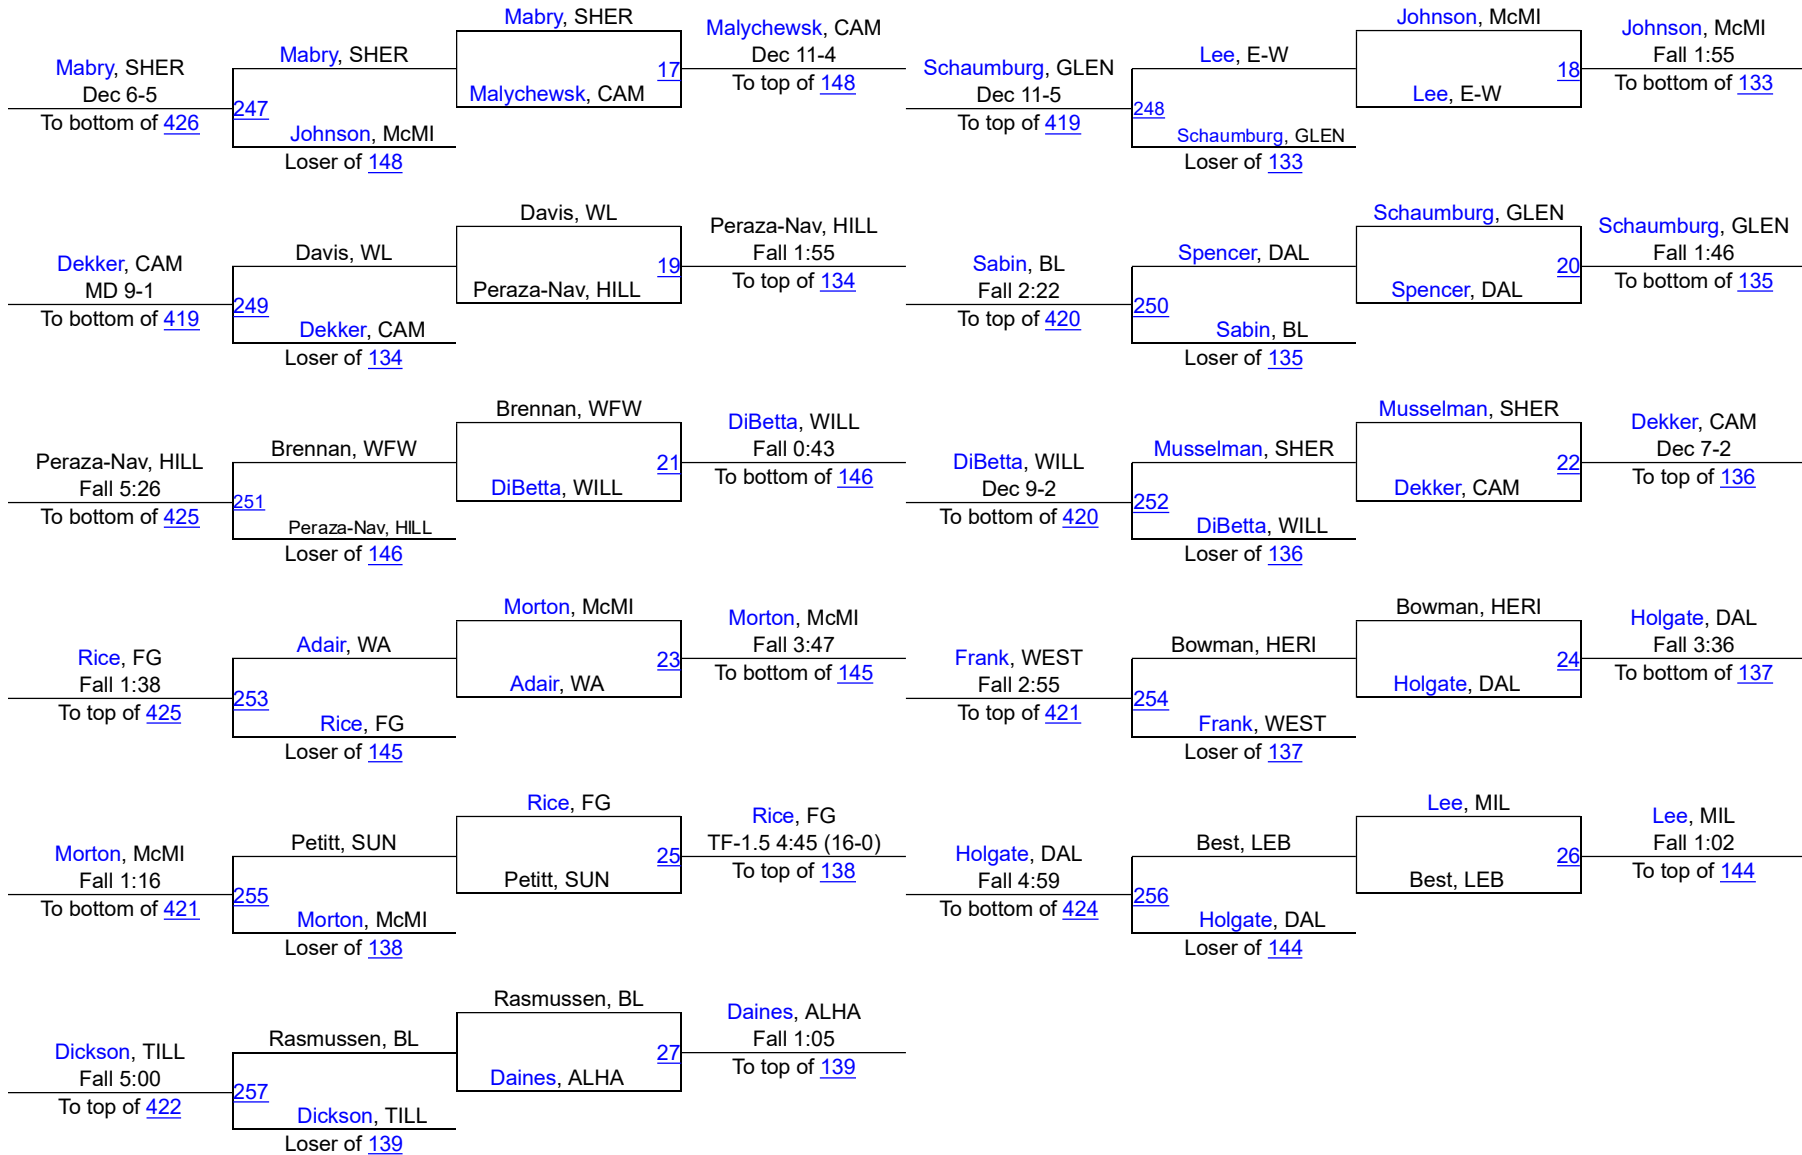 Mabry, SHER
Mabry, SHER
Malychewsk, CAM
Dec 11-4
To top of 148
17
Malychewsk, CAM
Mabry, SHER
Dec 6-5
To bottom of 426
247
Johnson, McMI
Loser of 148
Johnson, McMI
Lee, E-W
Johnson, McMI
Fall 1:55
To bottom of 133
18
Lee, E-W
Schaumburg, GLEN
Dec 11-5
To top of 419
248
Schaumburg, GLEN
Loser of 133
Davis, WL
Davis, WL
Peraza-Nav, HILL
Fall 1:55
To top of 134
19
Peraza-Nav, HILL
Dekker, CAM
MD 9-1
To bottom of 419
249
Dekker, CAM
Loser of 134
Schaumburg, GLEN
Spencer, DAL
Schaumburg, GLEN
Fall 1:46
To bottom of 135
20
Spencer, DAL
Sabin, BL
Fall 2:22
To top of 420
250
Sabin, BL
Loser of 135
Brennan, WFW
Brennan, WFW
DiBetta, WILL
Fall 0:43
To bottom of 146
21
DiBetta, WILL
Peraza-Nav, HILL
Fall 5:26
To bottom of 425
251
Peraza-Nav, HILL
Loser of 146
Musselman, SHER
Musselman, SHER
Dekker, CAM
Dec 7-2
To top of 136
22
Dekker, CAM
DiBetta, WILL
Dec 9-2
To bottom of 420
252
DiBetta, WILL
Loser of 136
Morton, McMI
Adair, WA
Morton, McMI
Fall 3:47
To bottom of 145
23
Adair, WA
Rice, FG
Fall 1:38
To top of 425
253
Rice, FG
Loser of 145
Bowman, HERI
Bowman, HERI
Holgate, DAL
Fall 3:36
To bottom of 137
24
Holgate, DAL
Frank, WEST
Fall 2:55
To top of 421
254
Frank, WEST
Loser of 137
Rice, FG
Petitt, SUN
Rice, FG
TF-1.5 4:45 (16-0)
To top of 138
25
Petitt, SUN
Morton, McMI
Fall 1:16
To bottom of 421
255
Morton, McMI
Loser of 138
Lee, MIL
Best, LEB
Lee, MIL
Fall 1:02
To top of 144
26
Best, LEB
Holgate, DAL
Fall 4:59
To bottom of 424
256
Holgate, DAL
Loser of 144
Rasmussen, BL
Rasmussen, BL
Daines, ALHA
Fall 1:05
To top of 139
27
Daines, ALHA
Dickson, TILL
Fall 5:00
To top of 422
257
Dickson, TILL
Loser of 139